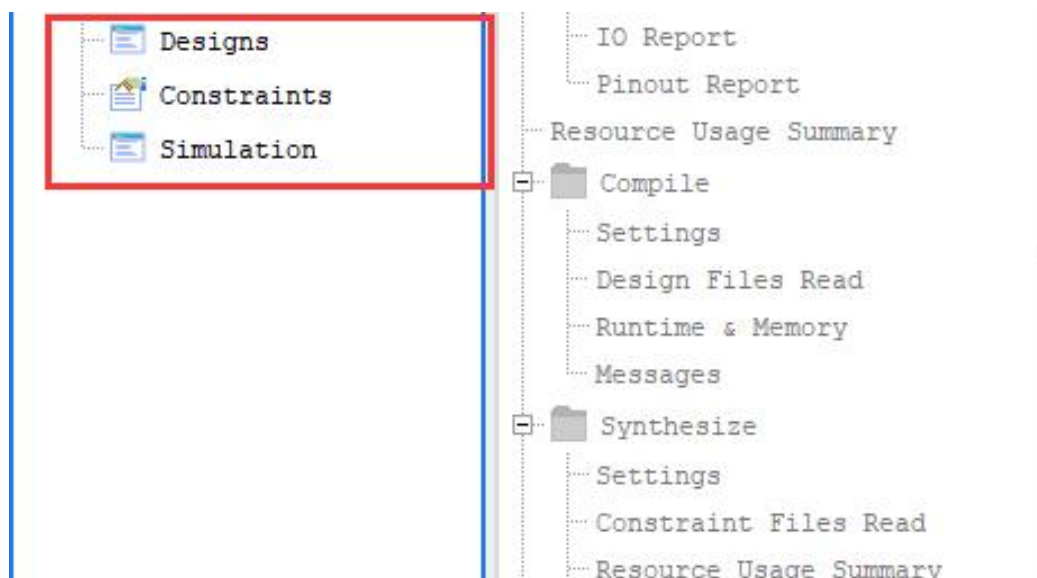 Designs
Constraints
Simulation
IO Report
Pinout Report
Resource Usage Summary
Compile
Settings
Design Files Read
Runtime & Memory
Messages
Synthesize
Settings
Constraint Files Read
Resource Usage Summary